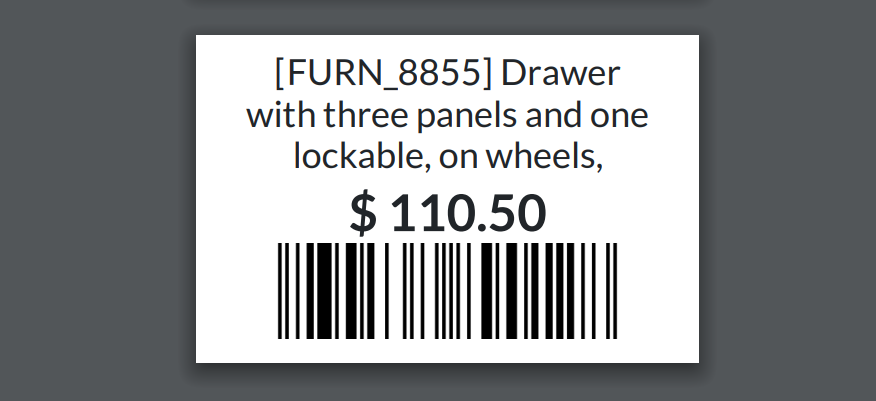 [FURN_8855] Drawer
with three panels and one
lockable, on wheels,
$ 110.50